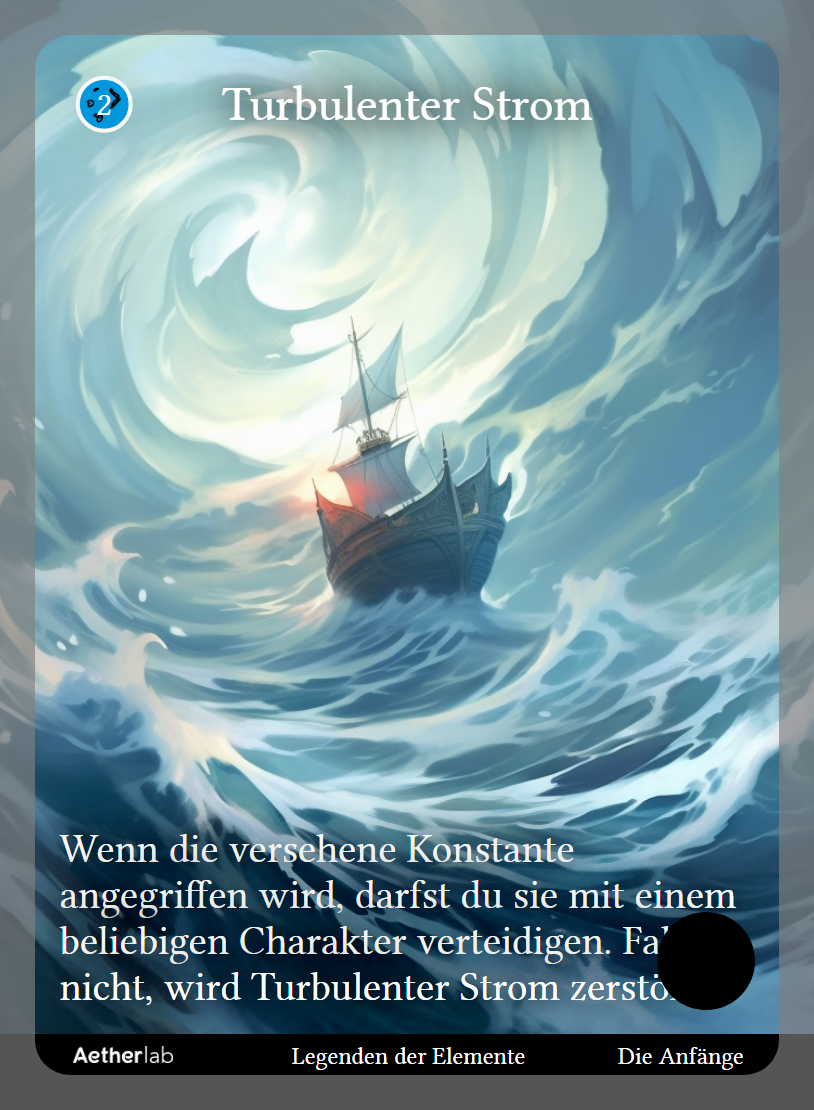 2
Turbulenter Strom
Wenn die versehene Konstante
angegriffen wird, darfst du sie mit einem
beliebigen Charakter verteidigen.
nicht, wird Turbulenter Strom
Aetherlab
Legenden der Elemente
Die Anfänge